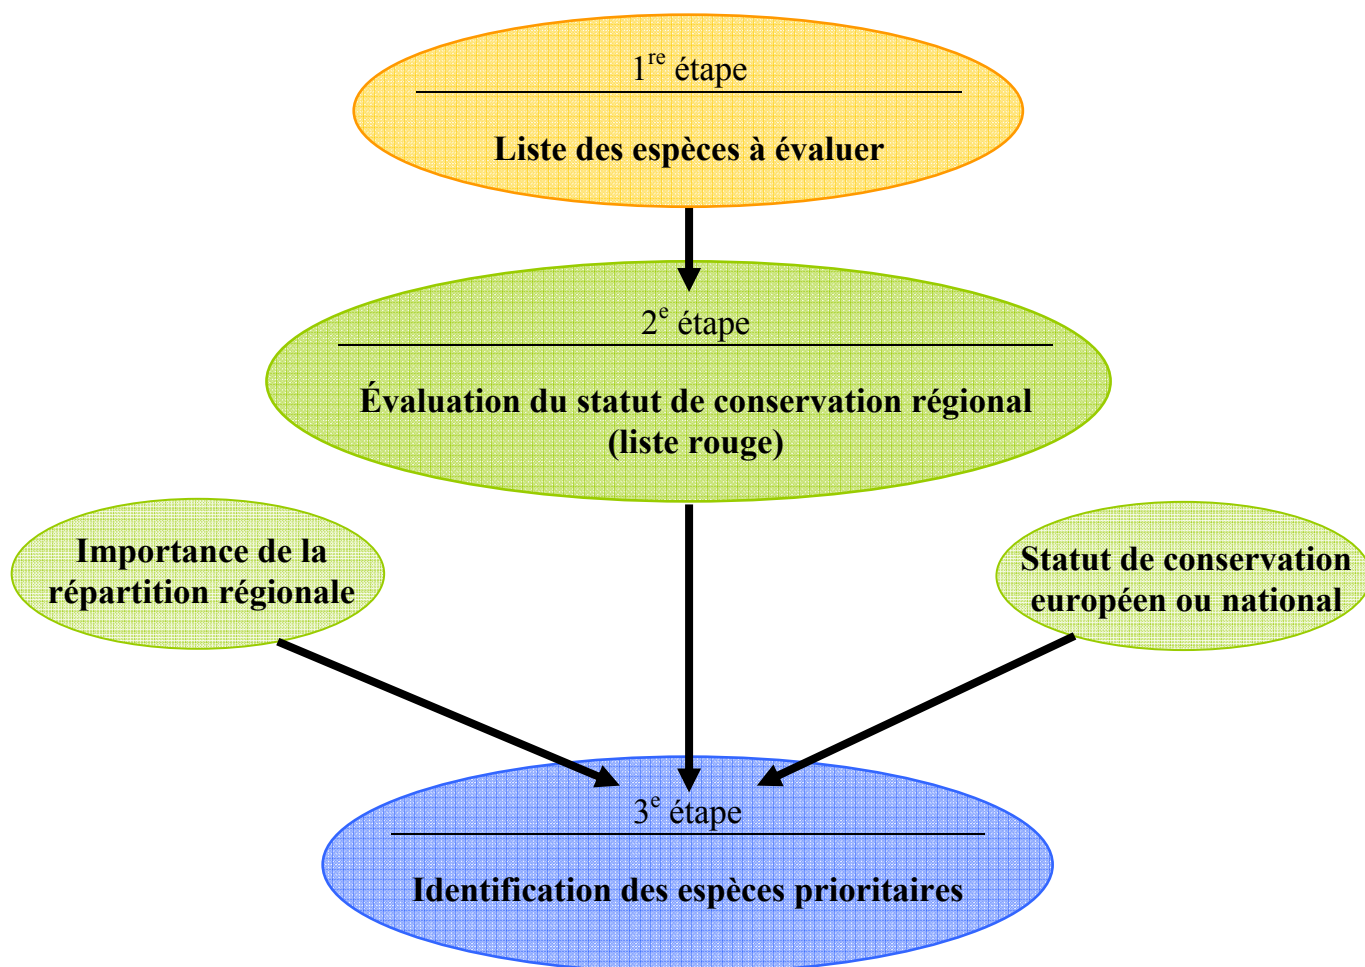 1re étape
Liste des espèces à évaluer
2e étape
Évaluation du statut de conservation régional
(liste rouge)
Importance de la
répartition régionale
Statut de conservation
européen ou national
3e étape
Identification des espèces prioritaires